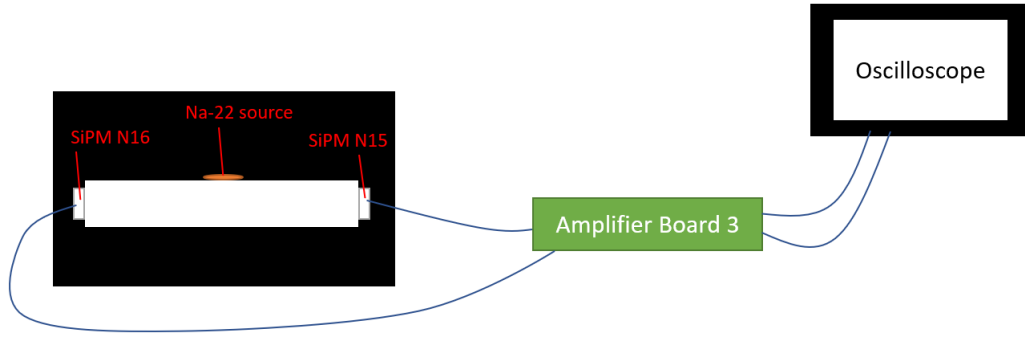 Oscilloscope
Na-22 source
SiPM N16
SiPM N15
Amplifier Board 3